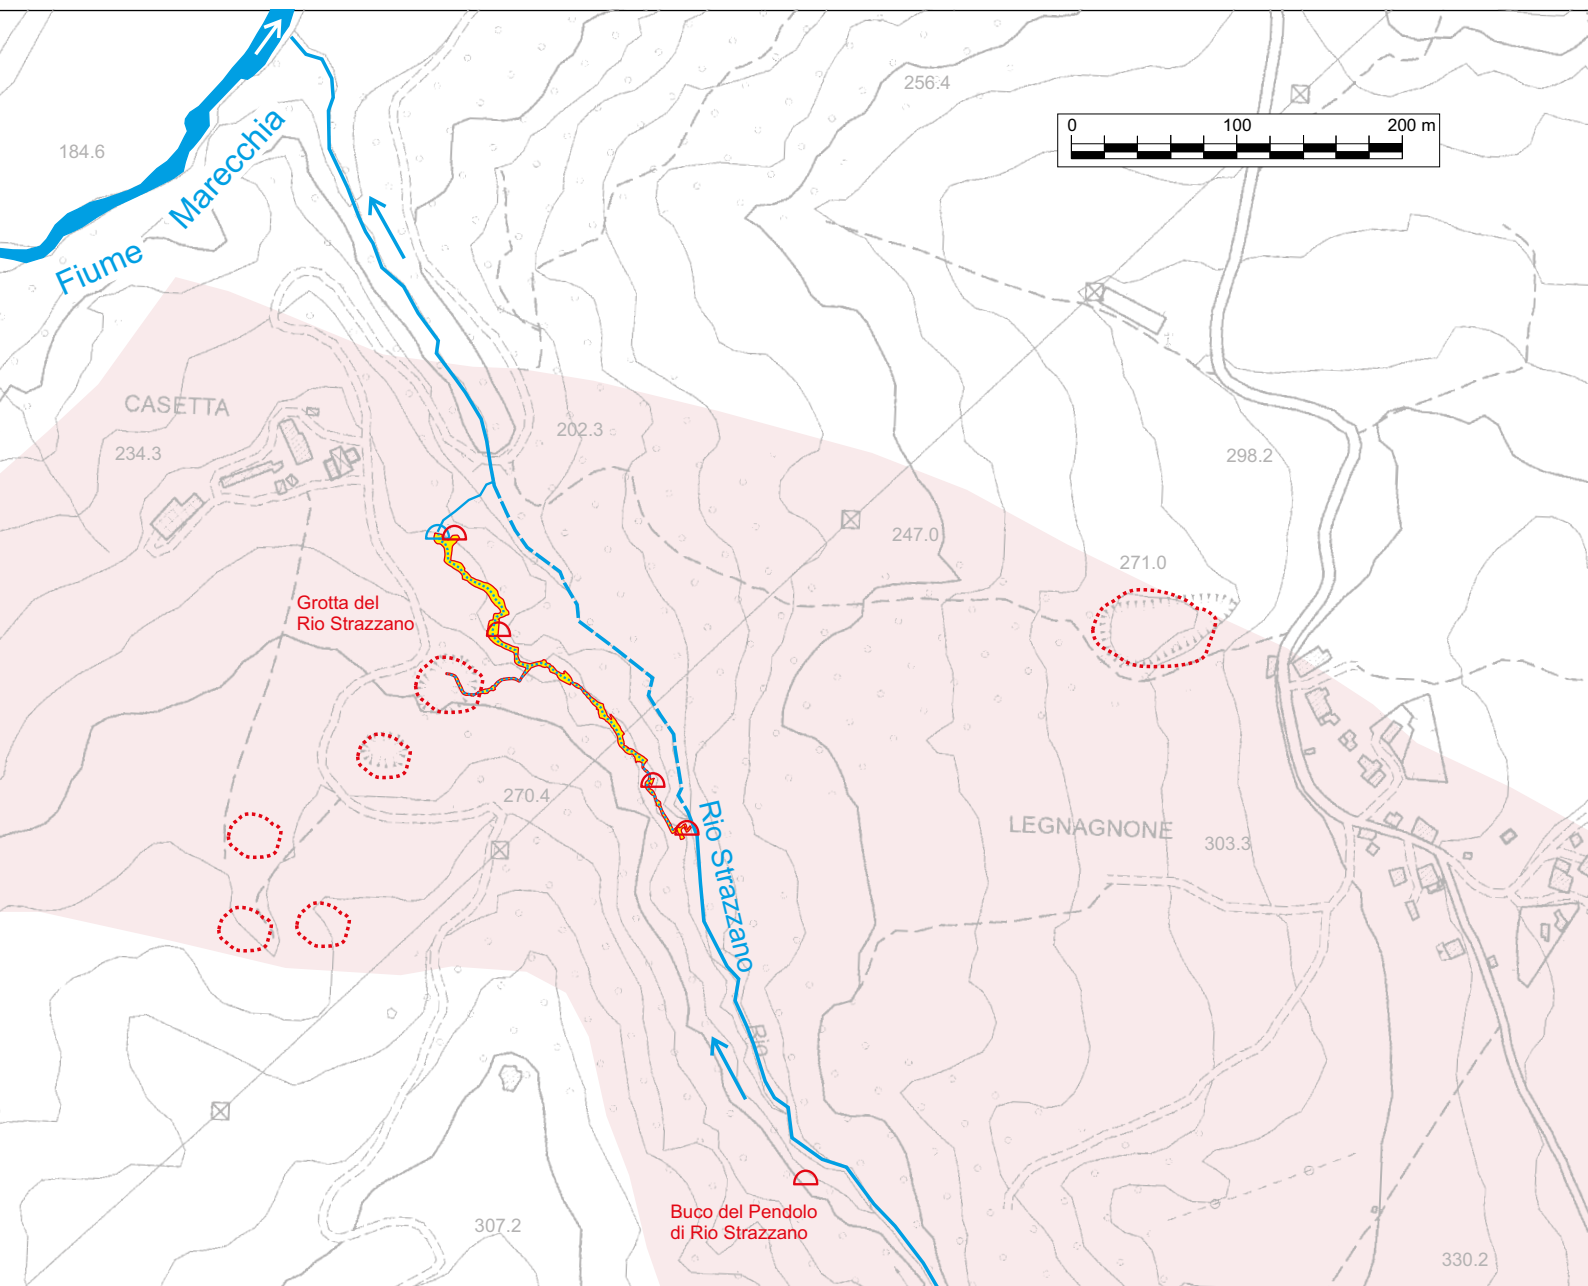 256.4
0 100 200 m
184.6
Fiume Marecchia
CASETTA
234.3
202.3
298.2
247.0
271.0
Grotta del
Rio Strazzano
270.4
Rio Strazzano
LEGNAGNONE
303.3
Rio
Buco del Pendolo
di Rio Strazzano
307.2
330.2